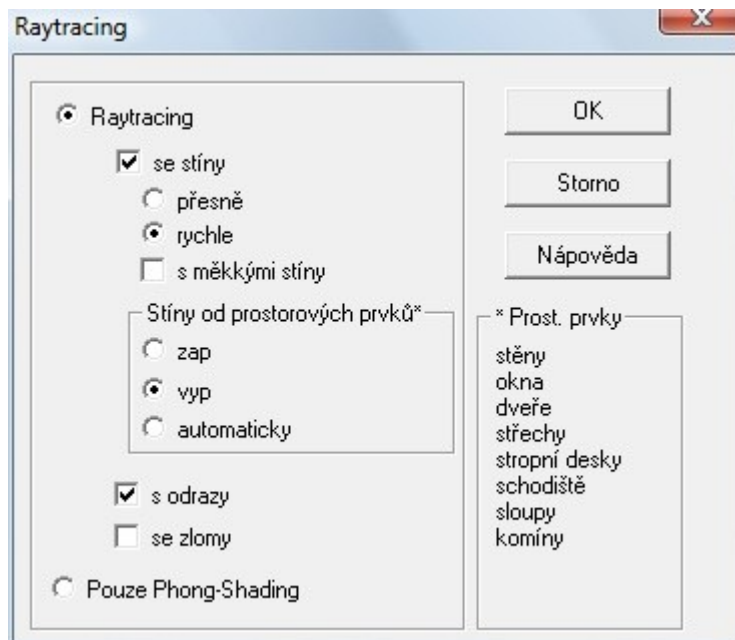 Raytracing
Raytracing
se stíny
přesně
rychle
s měkkými stíny
Stíny od prostorových prvků*
zap
vyp
automaticky
s odrazy
se zlomy
Pouze Phong-Shading
OK
Storno
Nápověda
* Prost. prvky
stěny
okna
dveře
střechy
stropní desky
schodiště
sloupy
komíny